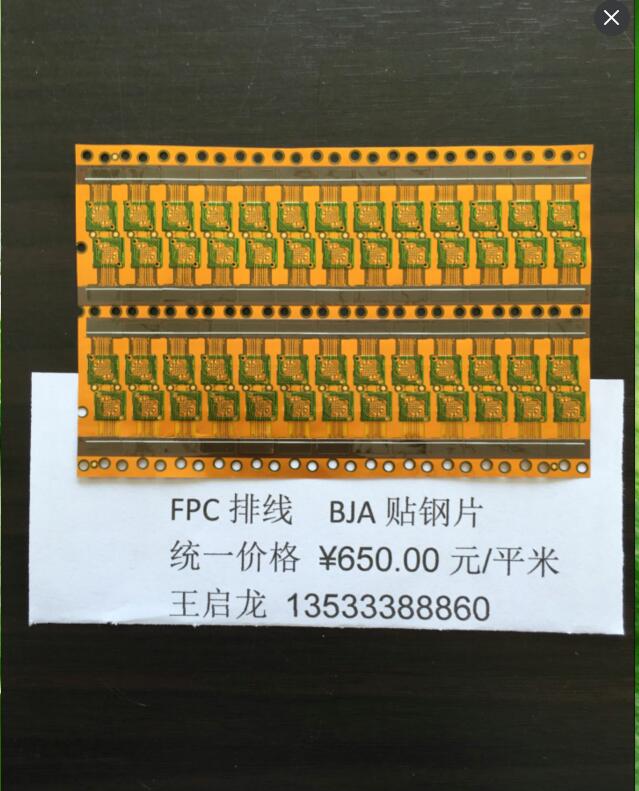 FPC 排线 BJA 贴钢片
统一价格 ¥650.00 元/平米
王启龙 13533388860